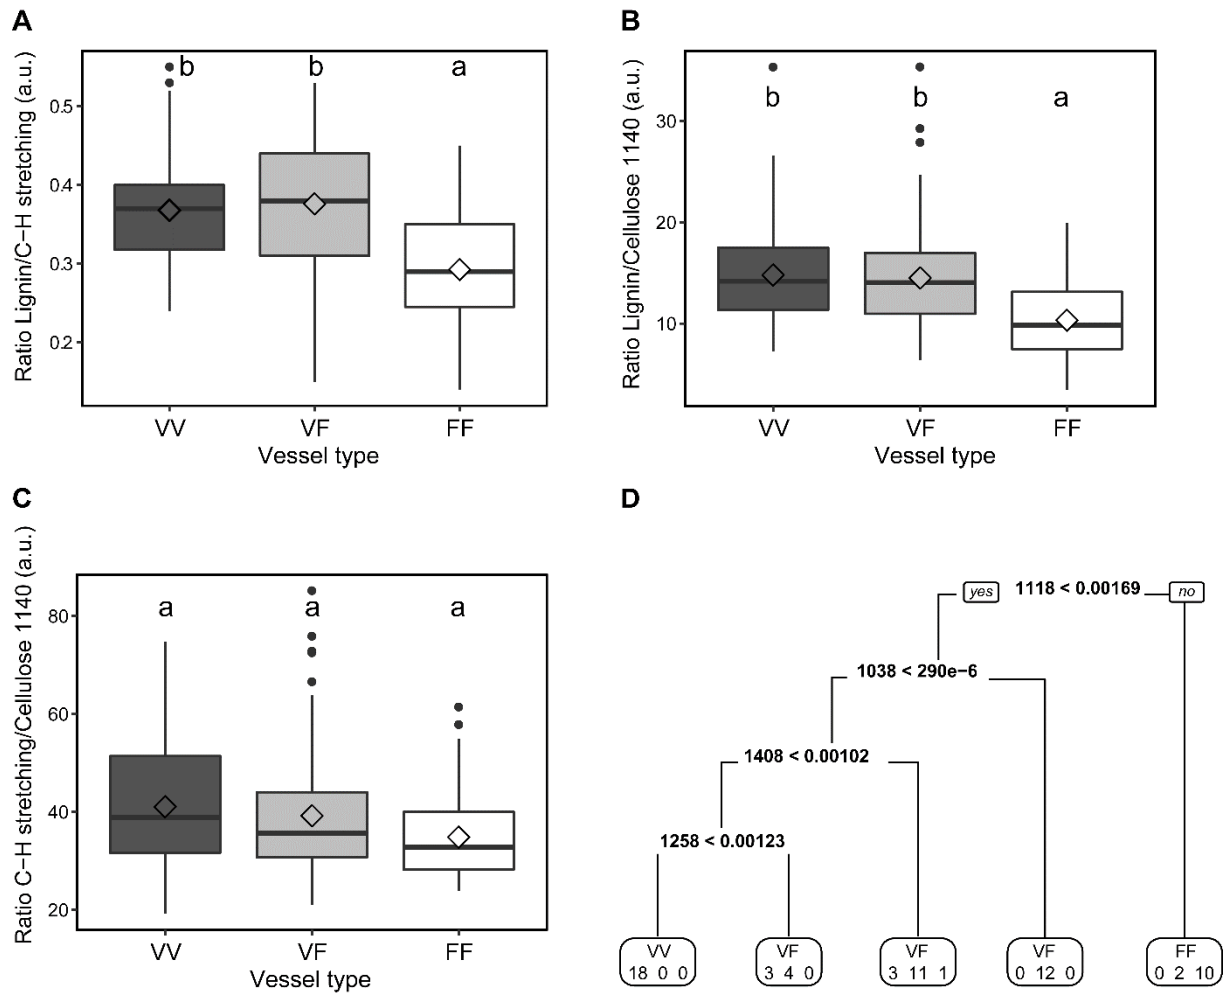 A
Ratio Lignin/C−H stretching (a.u.)
0.5
0.4
0.3
0.2
b b a
VV VF FF
Vessel type
B
Ratio Lignin/Cellulose 1140 (a.u.)
30
20
10
b b a
VV VF FF
Vessel type
C
Ratio C−H stretching/Cellulose 1140 (a.u.)
80
60
40
20
a a a
VV VF FF
Vessel type
D
yes 1118 < 0.00169 no
1038 < 290e−6
1408 < 0.00102
1258 < 0.00123
VV VF VF VF FF
18 0 0 3 4 0 3 11 1 0 12 0 0 2 10